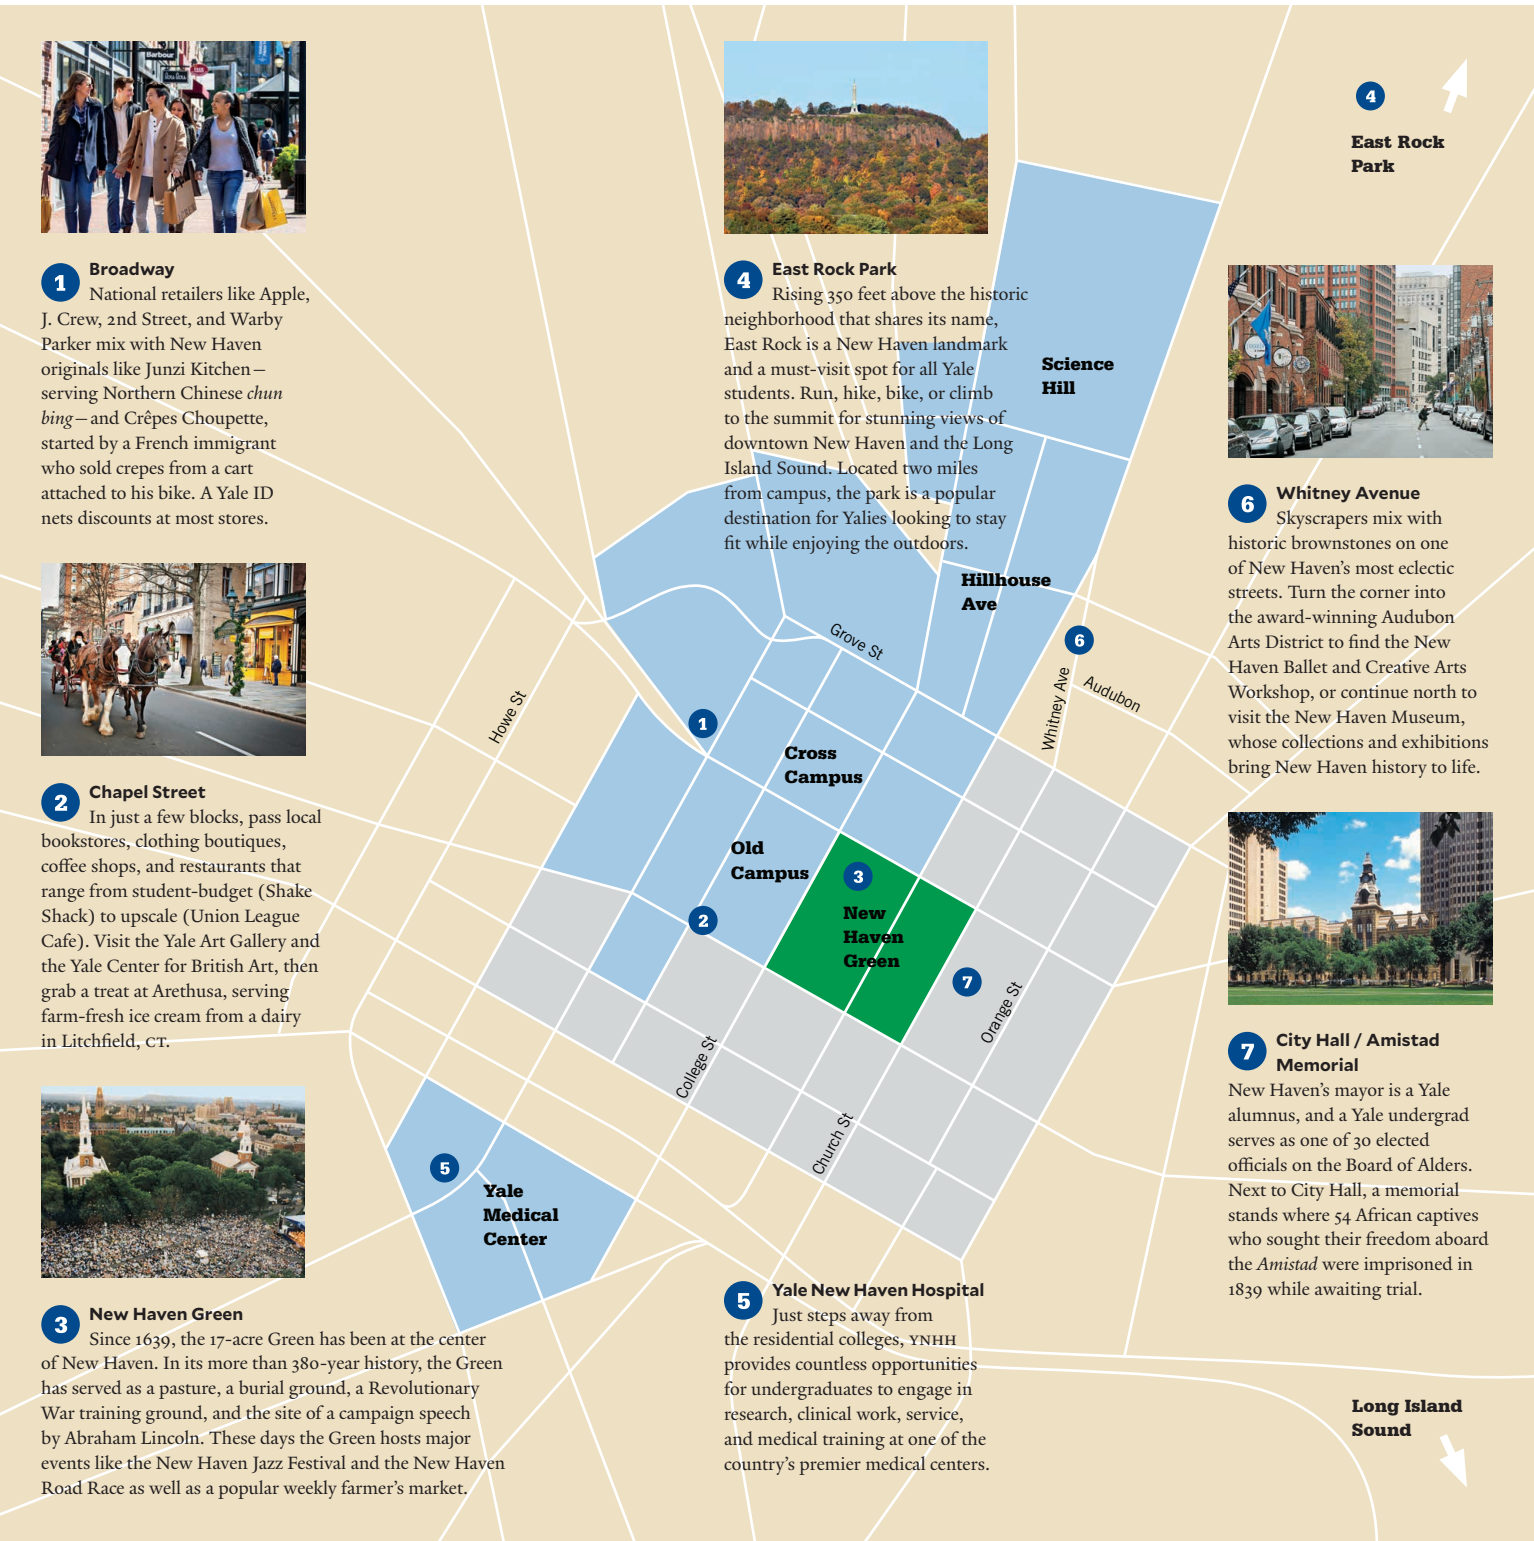 Barbour
1
Broadway
National retailers like Apple,
J. Crew, 2nd Street, and Warby
Parker mix with New Haven
originals like Junzi Kitchen—
serving Northern Chinese chun
bing—and Crêpes Choupette,
started by a French immigrant
who sold crepes from a cart
attached to his bike. A Yale ID
nets discounts at most stores.
2
Chapel Street
In just a few blocks, pass local
bookstores, clothing boutiques,
coffee shops, and restaurants that
range from student-budget (Shake
Shack) to upscale (Union League
Cafe). Visit the Yale Art Gallery and
the Yale Center for British Art, then
grab a treat at Arethusa, serving
farm-fresh ice cream from a dairy
in Litchfield, CT.
3
New Haven Green
Since 1639, the 17-acre Green has been at the center
of New Haven. In its more than 380-year history, the Green
has served as a pasture, a burial ground, a Revolutionary
War training ground, and the site of a campaign speech
by Abraham Lincoln. These days the Green hosts major
events like the New Haven Jazz Festival and the New Haven
Road Race as well as a popular weekly farmer's market.
4
East Rock Park
Rising 350 feet above the historic
neighborhood that shares its name,
East Rock is a New Haven landmark
and a must-visit spot for all Yale
students. Run, hike, bike, or climb
to the summit for stunning views of
downtown New Haven and the Long
Island Sound. Located two miles
from campus, the park is a popular
destination for Yalies looking to stay
fit while enjoying the outdoors.
5
Yale New Haven Hospital
Just steps away from
the residential colleges, YNHH
provides countless opportunities
for undergraduates to engage in
research, clinical work, service,
and medical training at one of the
country's premier medical centers.
6
Whitney Avenue
Skyscrapers mix with
historic brownstones on one
of New Haven's most eclectic
streets. Turn the corner into
the award-winning Audubon
Arts District to find the New
Haven Ballet and Creative Arts
Workshop, or continue north to
visit the New Haven Museum,
whose collections and exhibitions
bring New Haven history to life.
7
City Hall / Amistad
Memorial
New Haven's mayor is a Yale
alumnus, and a Yale undergrad
serves as one of 30 elected
officials on the Board of Alders.
Next to City Hall, a memorial
stands where 54 African captives
who sought their freedom aboard
the Amistad were imprisoned in
1839 while awaiting trial.
4
East Rock
Park
Science
Hill
Hillhouse
Ave
6
Grove St
Whitney Ave
Audubon
Howe St
1
Cross
Campus
Old
Campus
2
3
New
Haven
Green
7
Orange St
College St
Church St
5
Yale
Medical
Center
Long Island
Sound